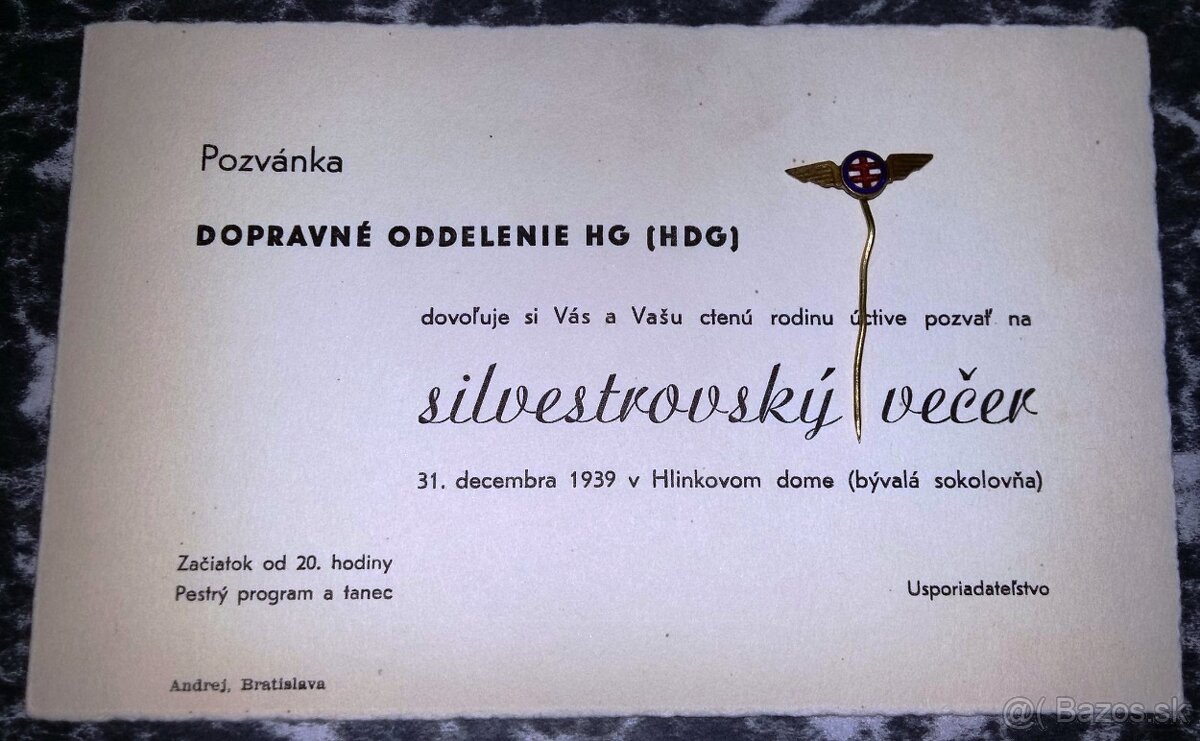 Pozvánka
DOPRAVNÉ ODDELENIE HG (HDG)
dovoľuje si Vás a Vašu ctenú rodinu úctive pozvať na
silvestrovský večer
31. decembra 1939 v Hlinkovom dome (bývalá sokolovňa)
Začiatok od 20. hodiny
Pestrý program a tanec
Usporiadateľstvo
Andrej, Bratislava
@( Bazos.sk